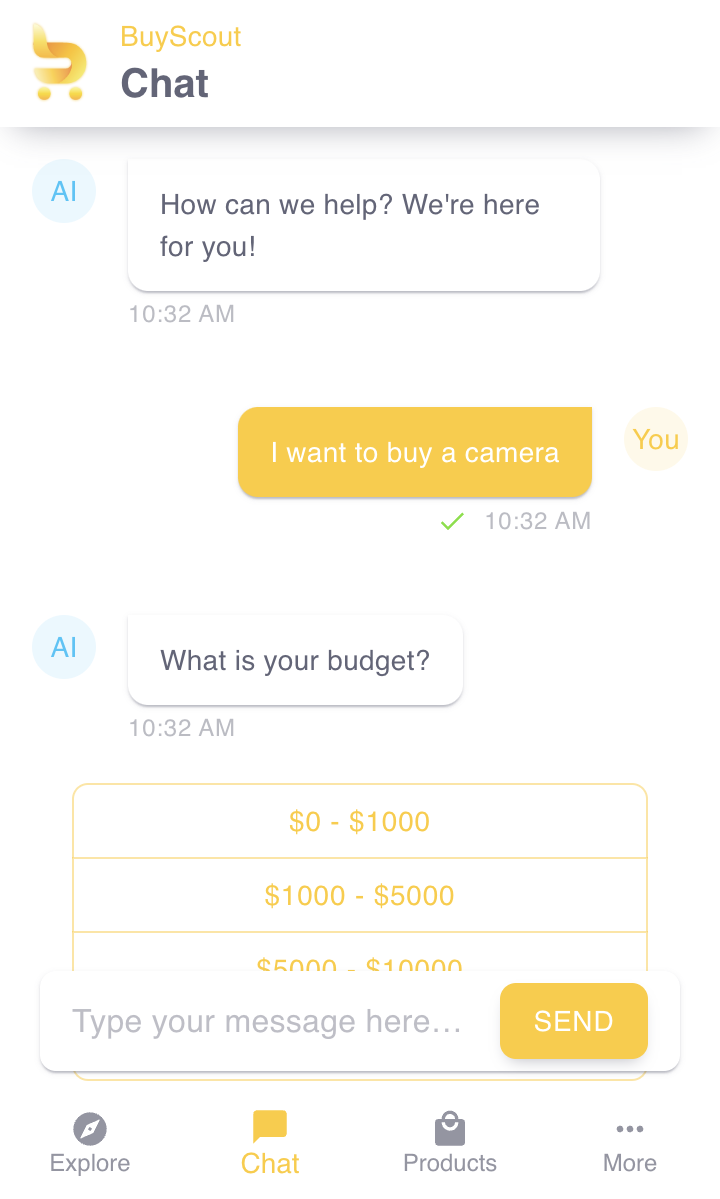 BuyScout
Chat
AI
How can we help? We're here
for you!
10:32 AM
I want to buy a camera
You
10:32 AM
AI
What is your budget?
10:32 AM
$0 - $1000
$1000 - $5000
$5000 - $10000
Type your message here…
SEND
Explore
Chat
Products
More